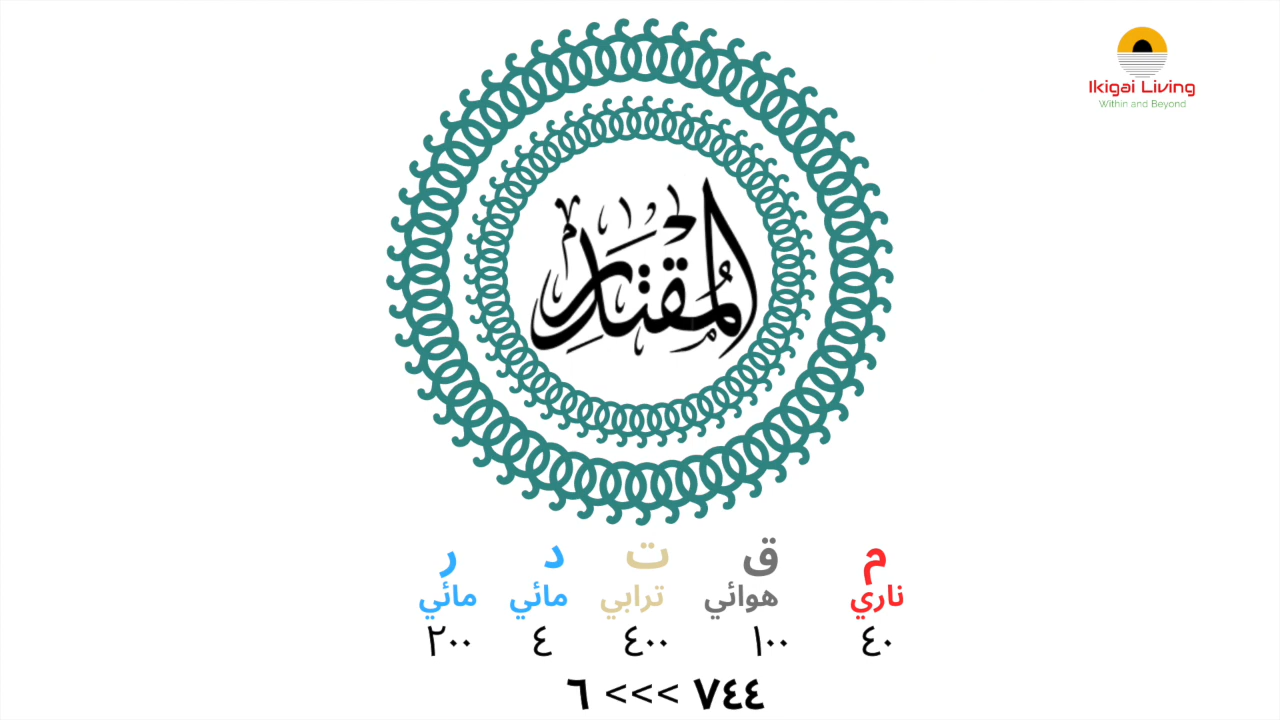 Ikigai Living
Within and Beyond
المقتدر
م ق ت د ر
ناري هوائي ترابي مائي مائي
٤٠ ١٠٠ ٤٠٠ ٤ ٢٠٠
٧٤٤ >>> ٦